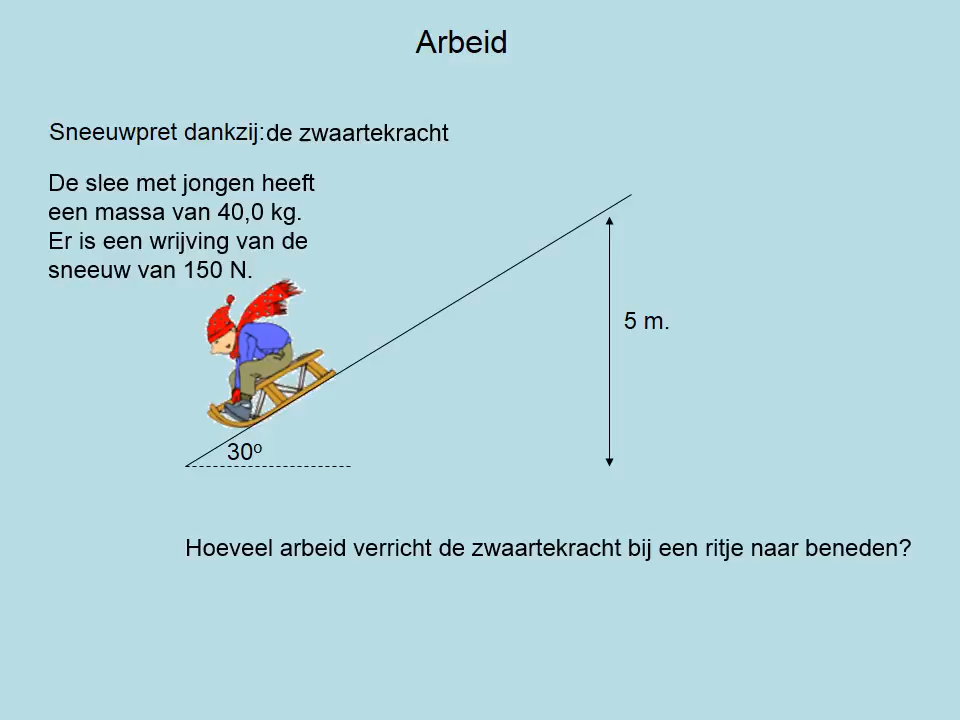 Arbeid
Sneeuwpret dankzij: de zwaartekracht
De slee met jongen heeft
een massa van 40,0 kg.
Er is een wrijving van de
sneeuw van 150 N.
5 m.
30º
Hoeveel arbeid verricht de zwaartekracht bij een ritje naar beneden?